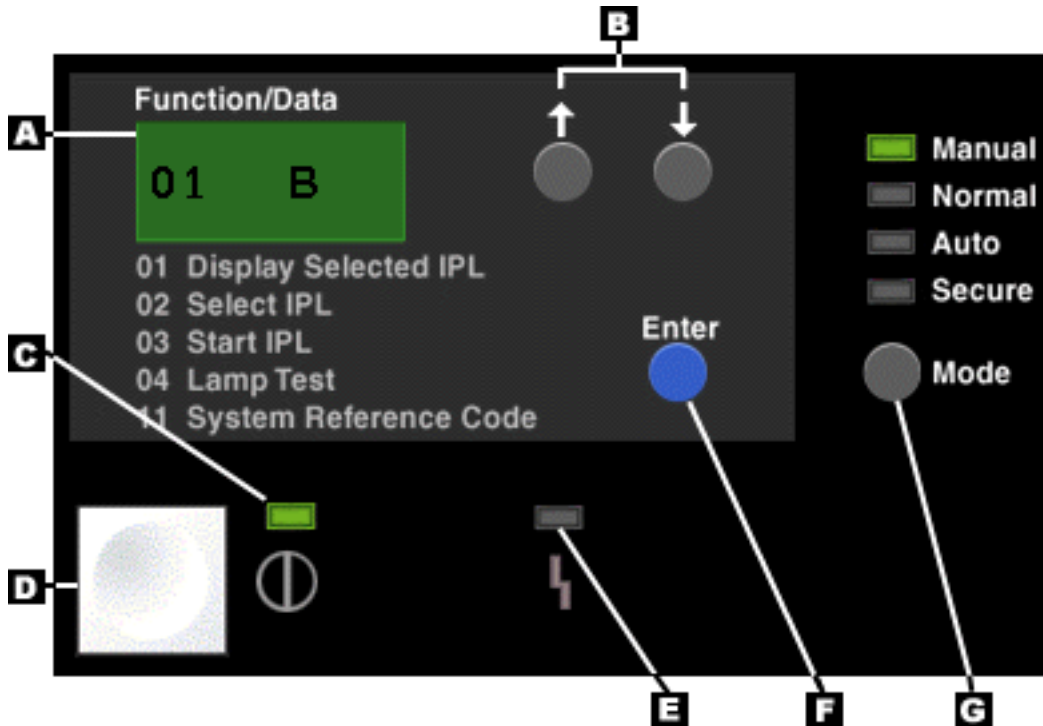 B
Function/Data
A
01 B
Manual
Normal
Auto
Secure
01 Display Selected IPL
02 Select IPL
03 Start IPL
04 Lamp Test
11 System Reference Code
Enter
Mode
C
D
E
F
G